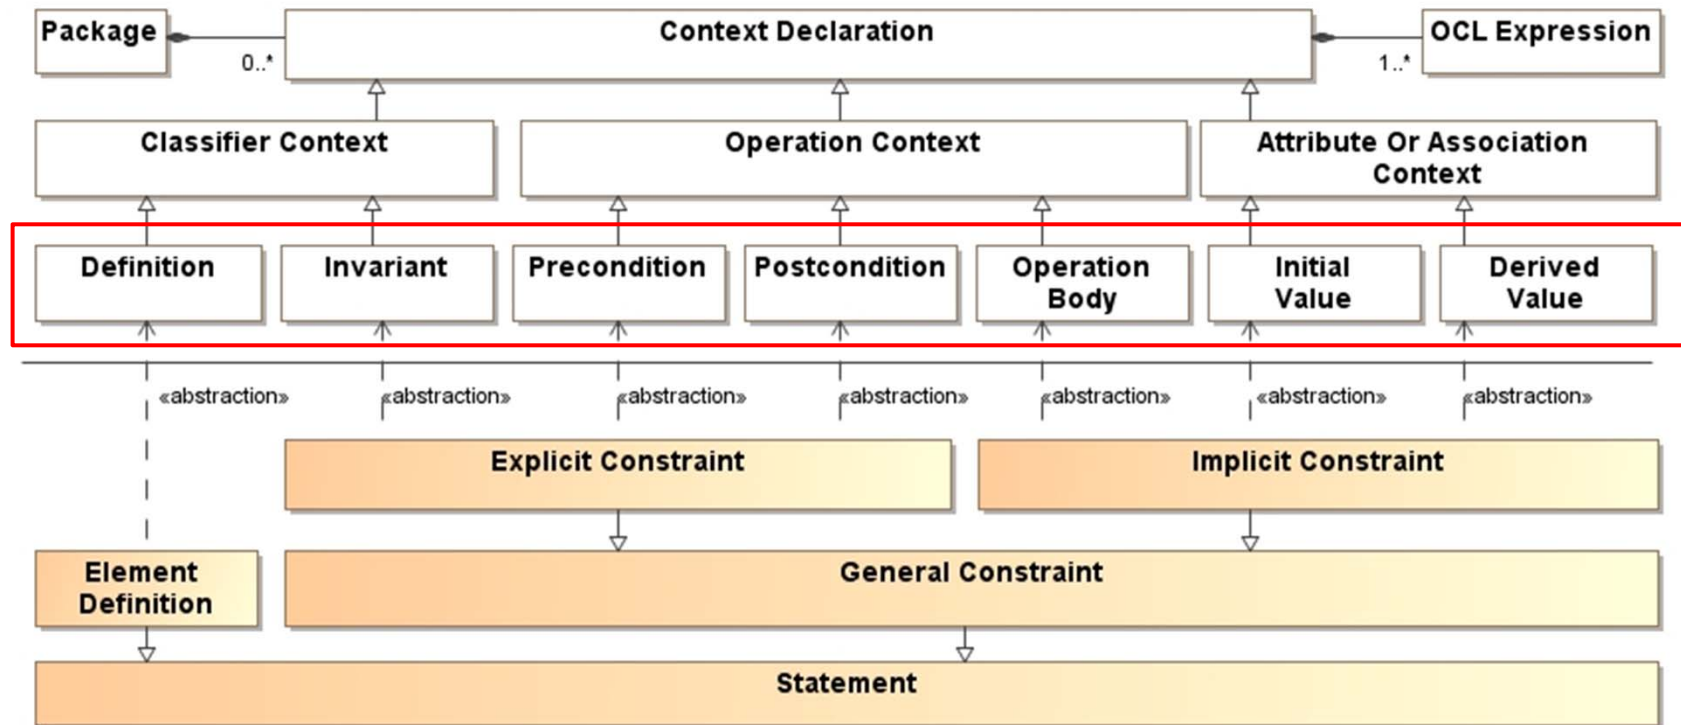 Package
Context Declaration
OCL Expression
0..*
1..*
Classifier Context
Operation Context
Attribute Or Association
Context
Definition
Invariant
Precondition
Postcondition
Operation
Body
Initial
Value
Derived
Value
«abstraction»
«abstraction»
«abstraction»
«abstraction»
«abstraction»
«abstraction»
«abstraction»
Explicit Constraint
Implicit Constraint
Element
Definition
General Constraint
Statement